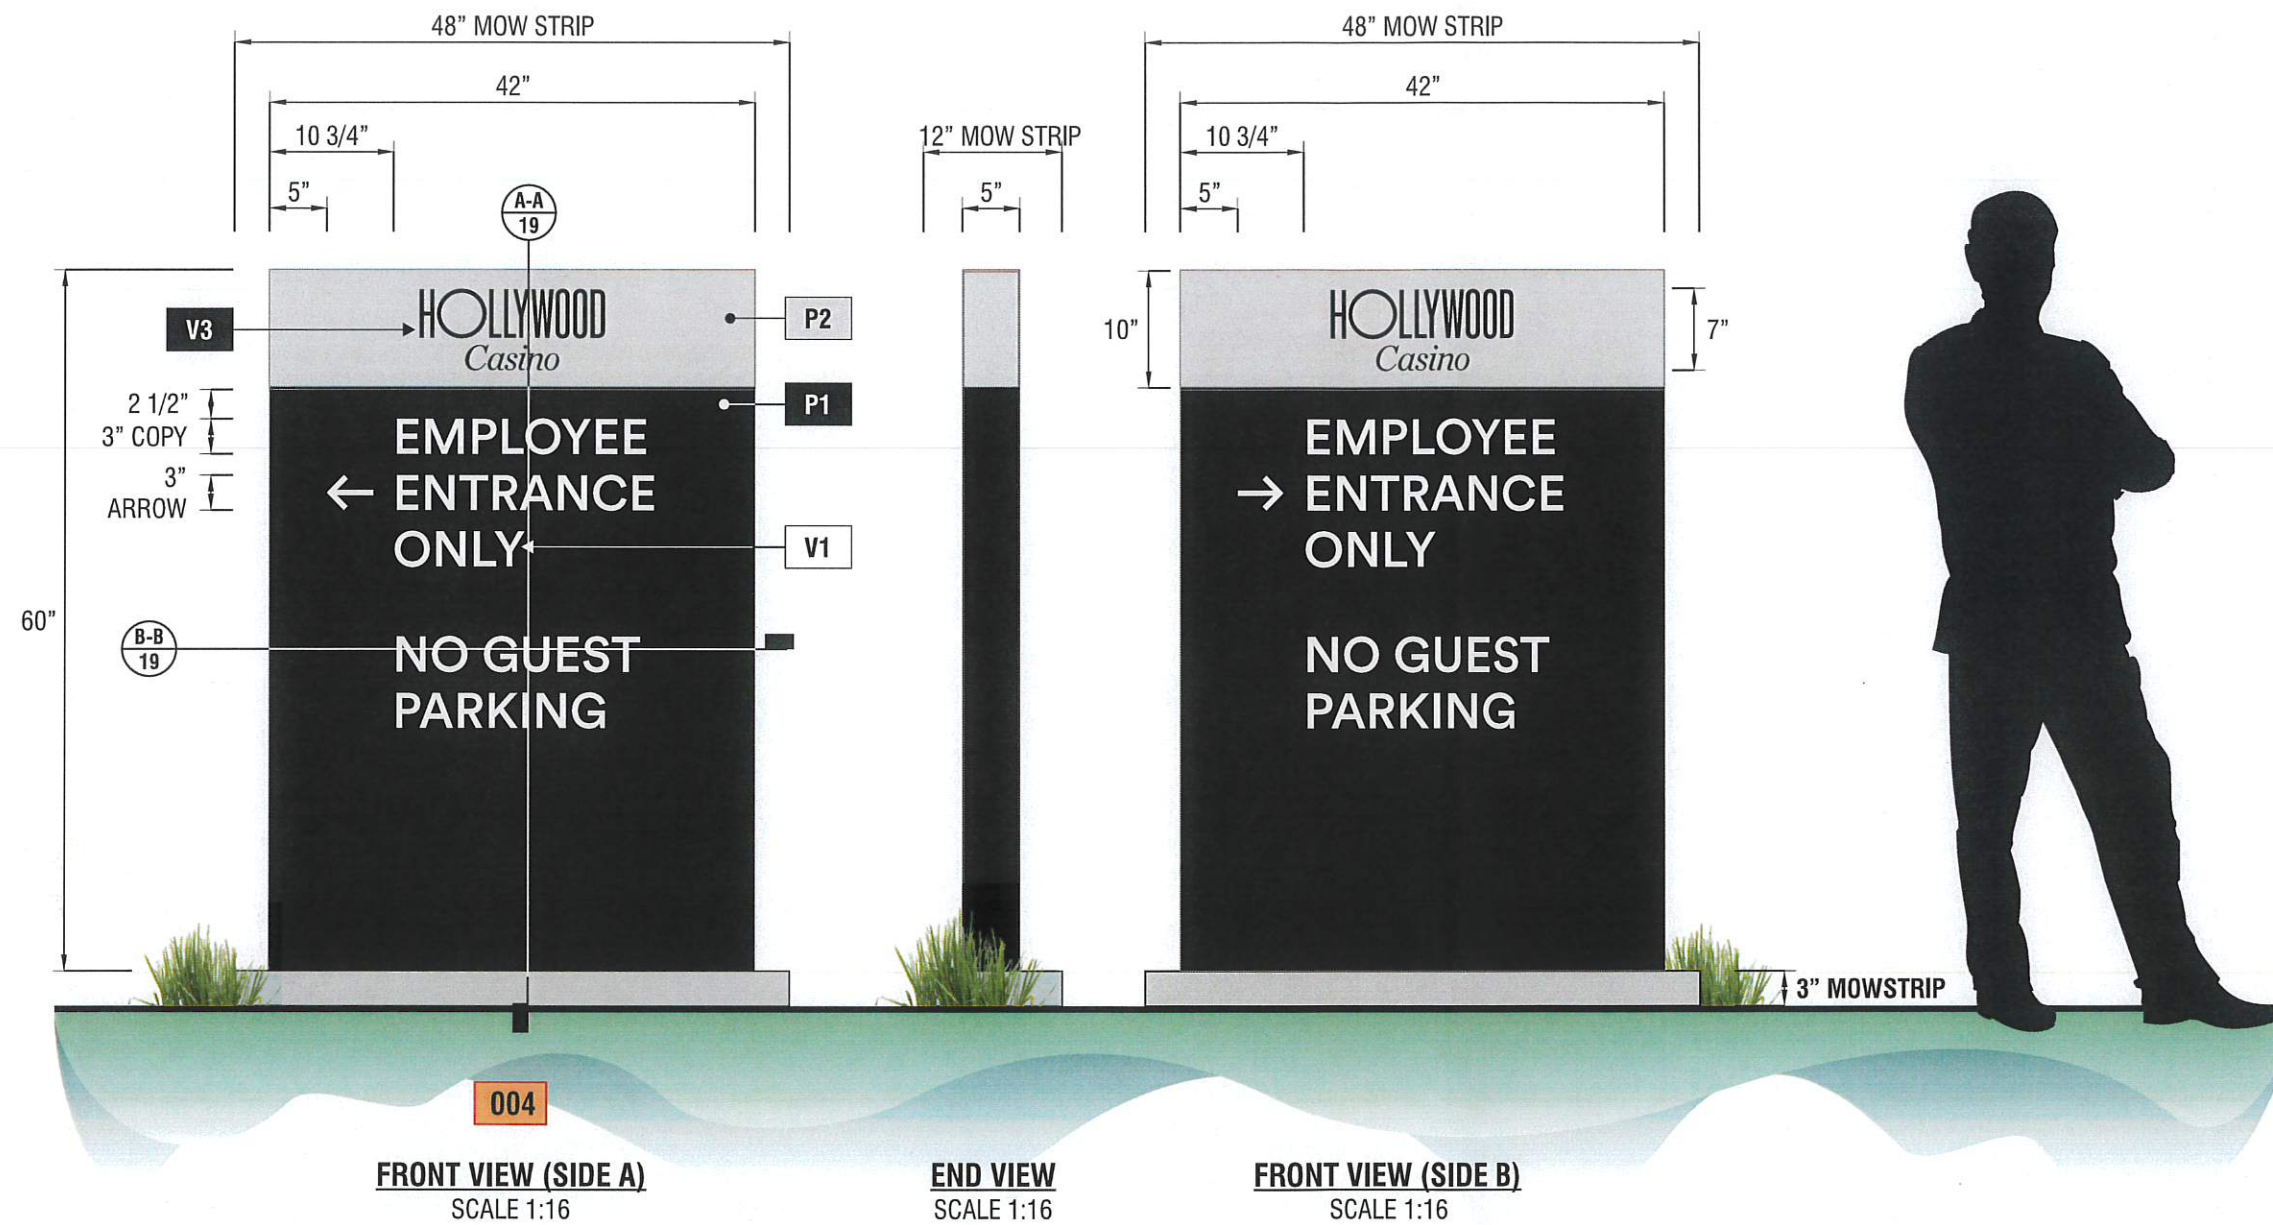 48” MOW STRIP
42”
10 3/4”
5”
A-A
19
V3
HOLLYWOOD
Casino
P2
P1
2 1/2”
3” COPY
3”
ARROW
EMPLOYEE
← ENTRANCE
ONLY
V1
60”
B-B
19
NO GUEST
PARKING
004
FRONT VIEW (SIDE A)
SCALE 1:16
12” MOW STRIP
5”
END VIEW
SCALE 1:16
48” MOW STRIP
42”
10 3/4”
5”
10”
HOLLYWOOD
Casino
7”
EMPLOYEE
→ ENTRANCE
ONLY
NO GUEST
PARKING
3” MOWSTRIP
FRONT VIEW (SIDE B)
SCALE 1:16